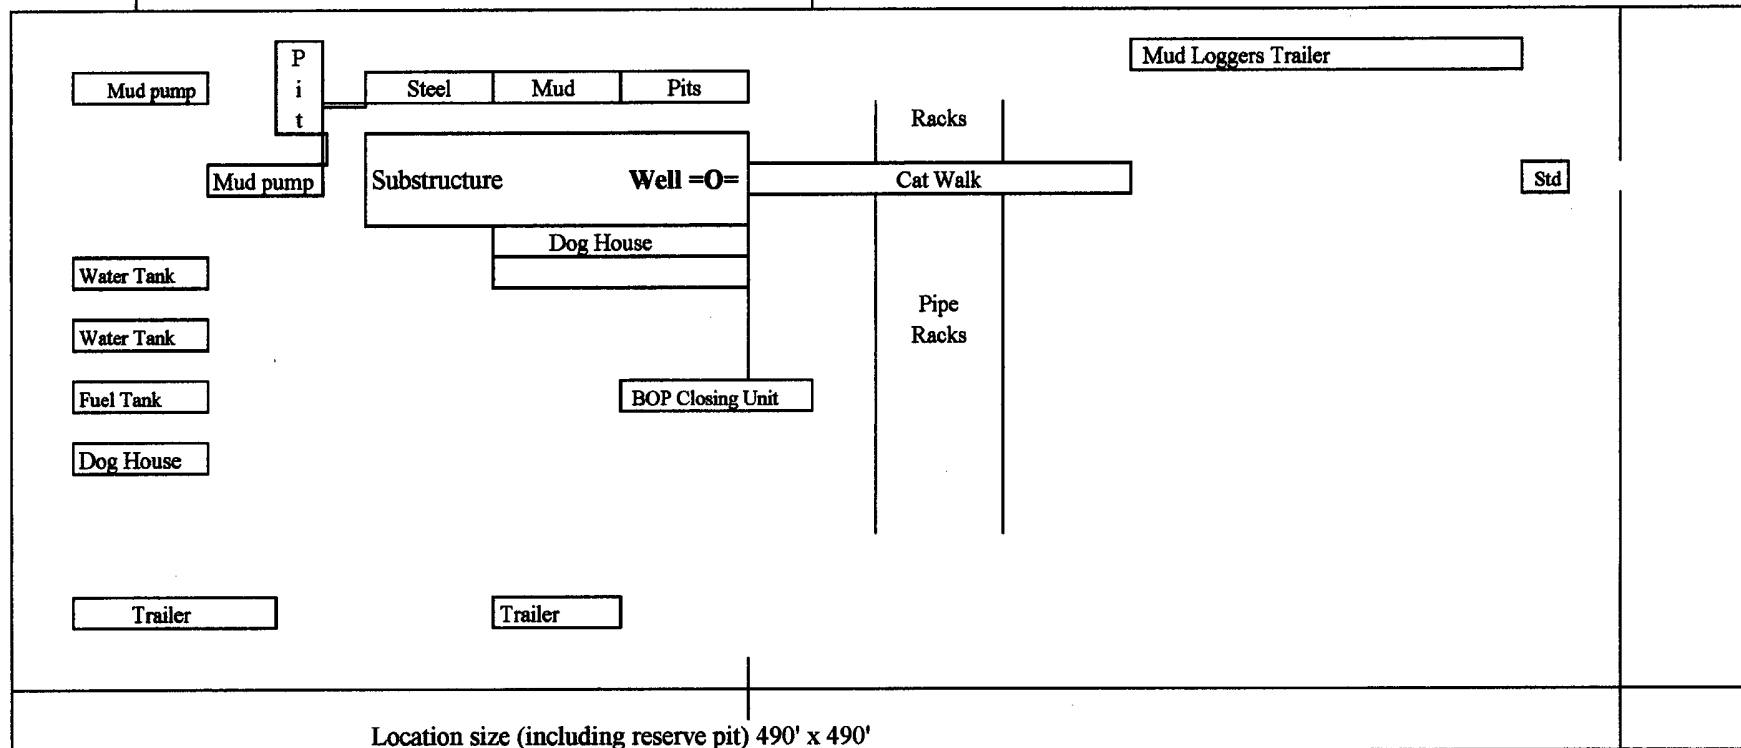 Mud Loggers Trailer
P
i
t
Mud pump
Steel Mud Pits
Racks
Mud pump
Substructure Well =O=
Cat Walk
Std
Dog House
Water Tank
Pipe
Racks
Water Tank
Fuel Tank
BOP Closing Unit
Dog House
Trailer
Trailer
Location size (including reserve pit) 490' x 490'